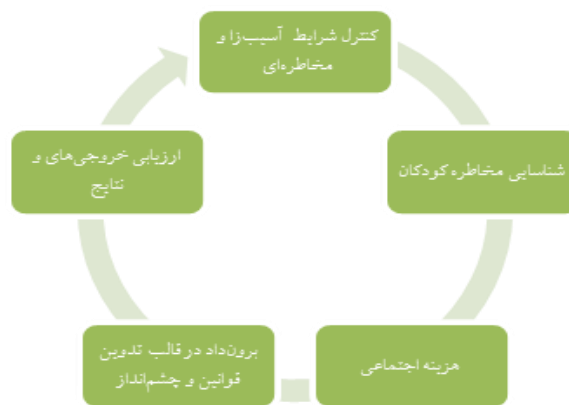 کنترل شرایط آسیب‌زا و
مخاطره‌ای
شناسایی مخاطره کودکان
هزینه اجتماعی
برون‌داد در قالب تدوین
قوانین و چشم‌انداز
ارزیابی خروجی‌های و
نتایج